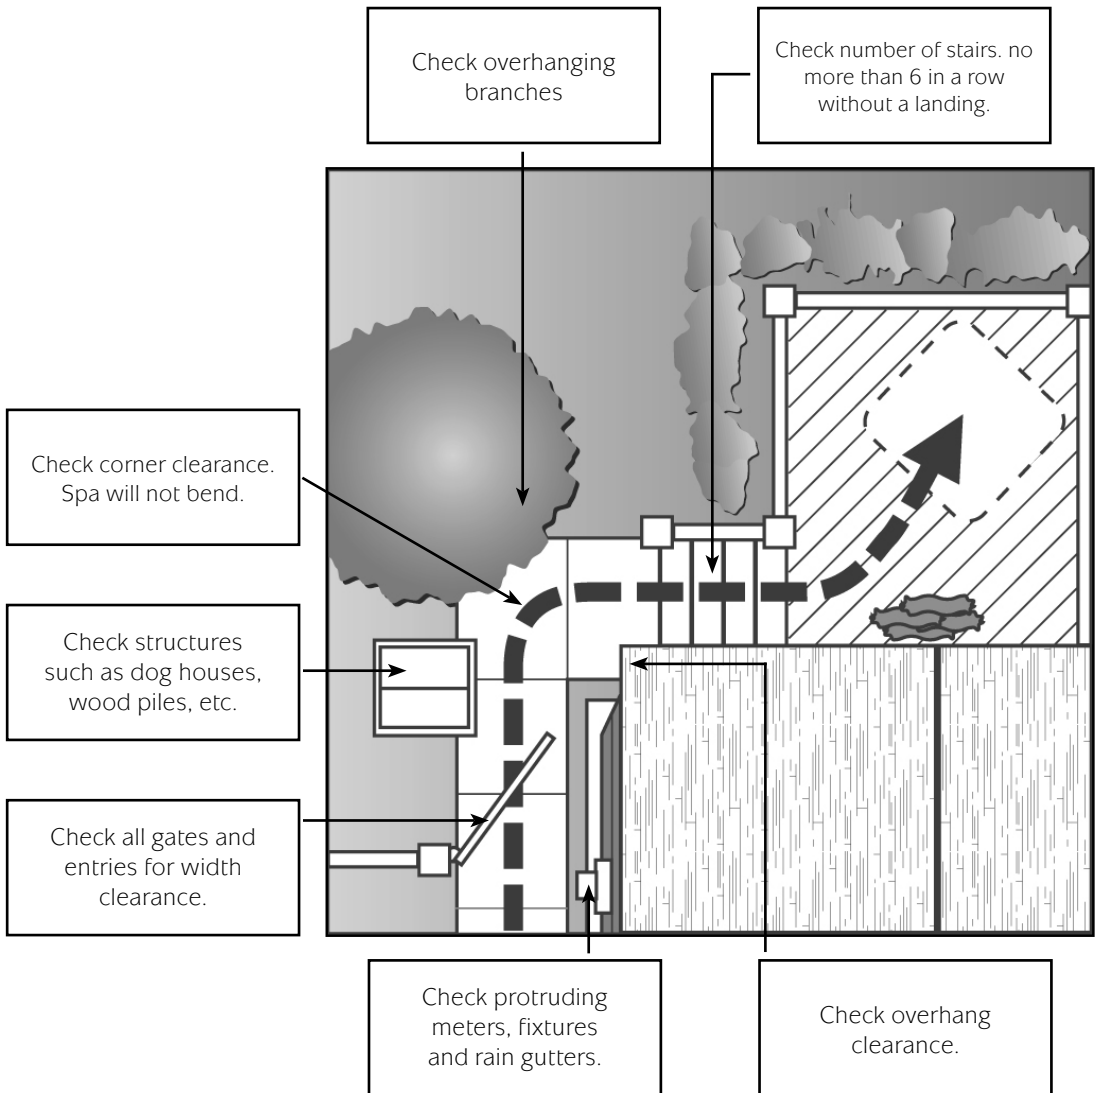 Check overhanging
branches
Check number of stairs. no
more than 6 in a row
without a landing.
Check corner clearance.
Spa will not bend.
Check structures
such as dog houses,
wood piles, etc.
Check all gates and
entries for width
clearance.
Check protruding
meters, fixtures
and rain gutters.
Check overhang
clearance.